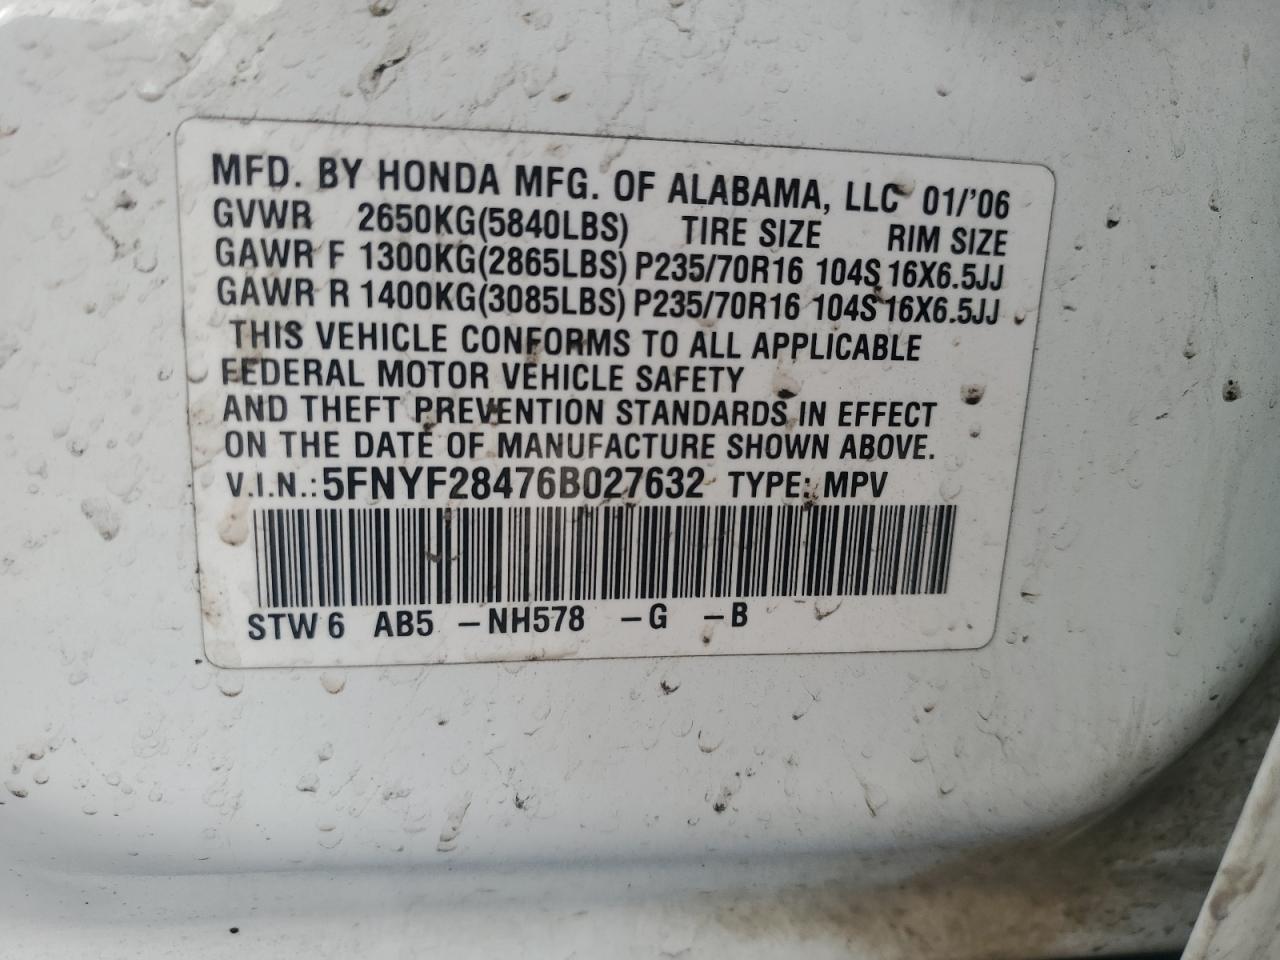 MFD. BY HONDA MFG. OF ALABAMA, LLC 01/'06
GVWR 2650KG(5840LBS) TIRE SIZE RIM SIZE
GAWR F 1300KG(2865LBS) P235/70R16 104S 16X6.5JJ
GAWR R 1400KG(3085LBS) P235/70R16 104S 16X6.5JJ
THIS VEHICLE CONFORMS TO ALL APPLICABLE
FEDERAL MOTOR VEHICLE SAFETY
AND THEFT PREVENTION STANDARDS IN EFFECT
ON THE DATE OF MANUFACTURE SHOWN ABOVE.
V.I.N.: 5FNYF28476B027632 TYPE: MPV
STW 6 AB5 -NH578 -G -B